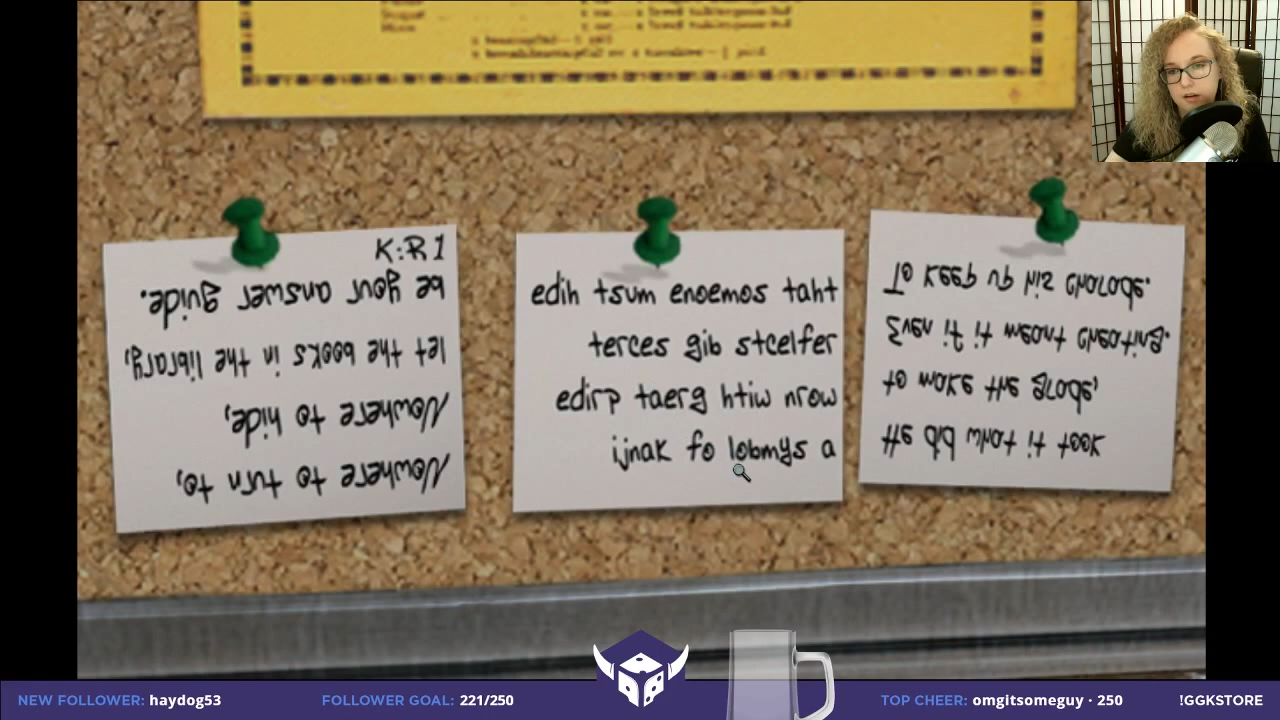 K:R1
Nowhere to turn to,
Nowhere to hide,
let the books in the library,
be your answer guide.
edih tsum enoemos taht
terces gib stcelfer
edirp taerg htiw nrow
ijnak fo lobmys a
He did what it took
to make the grade,
Even if it meant cheating.
To keep up his charade.
NEW FOLLOWER: haydog53
FOLLOWER GOAL: 221/250
TOP CHEER: omgitsomeguy · 250
!GGKSTORE